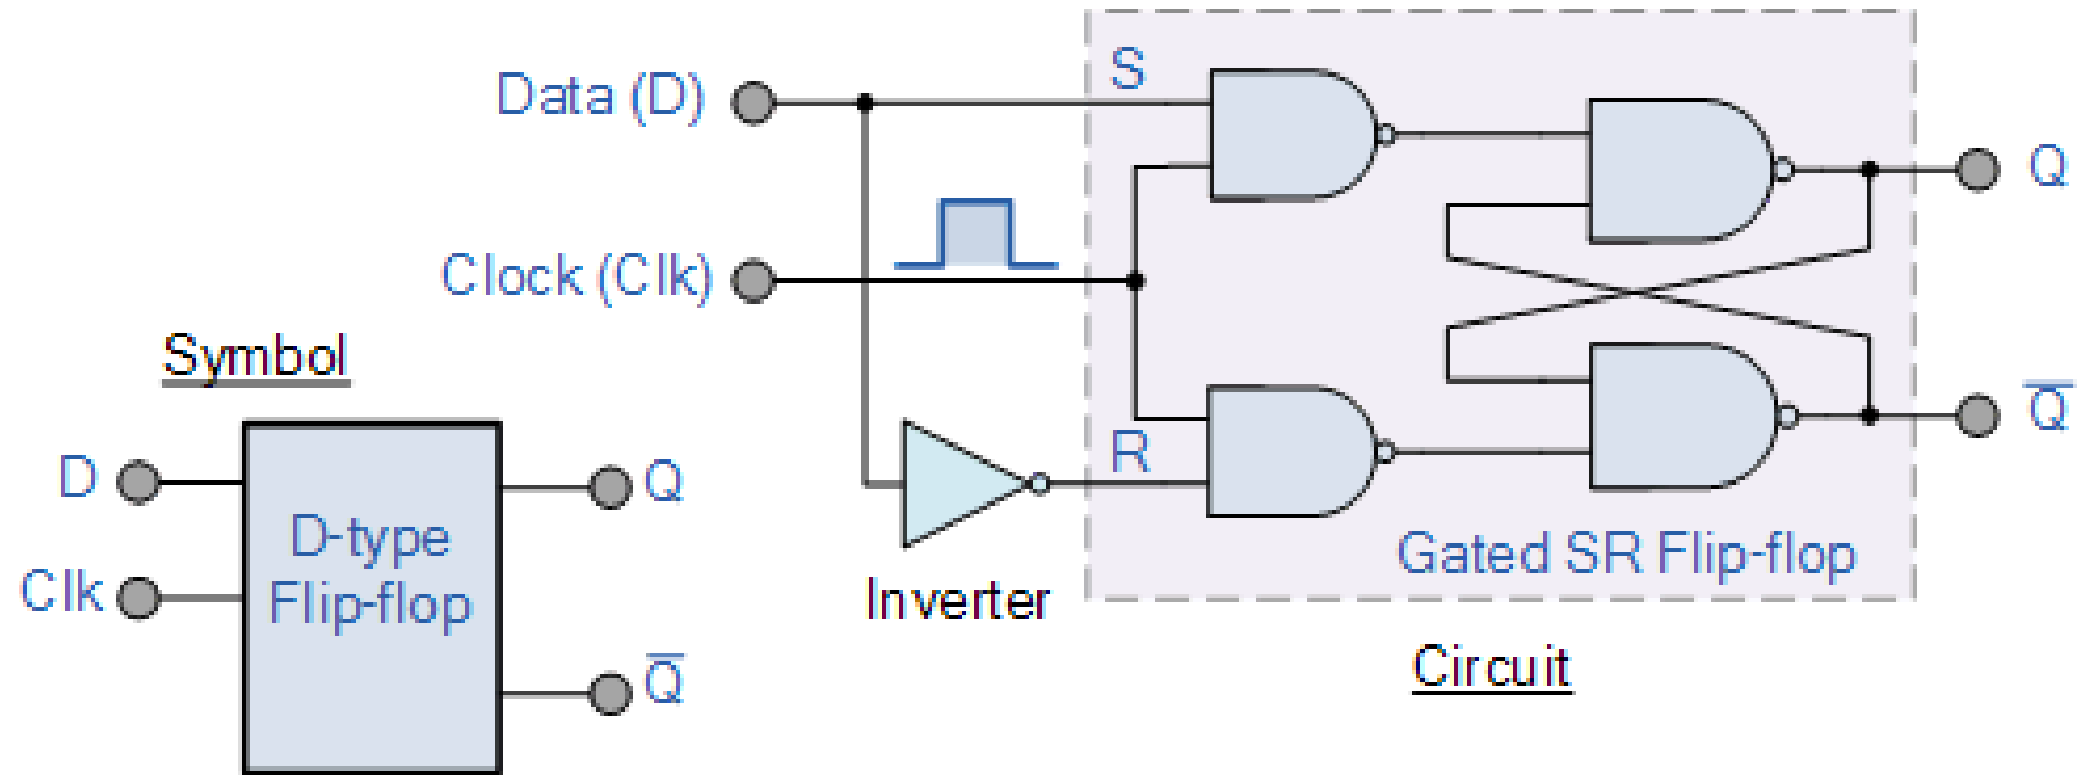 Data (D)
S
Q
Clock (Clk)
Symbol
R
Q̅
D
Q
D-type
Flip-flop
Gated SR Flip-flop
Clk
Inverter
Q̅
Circuit